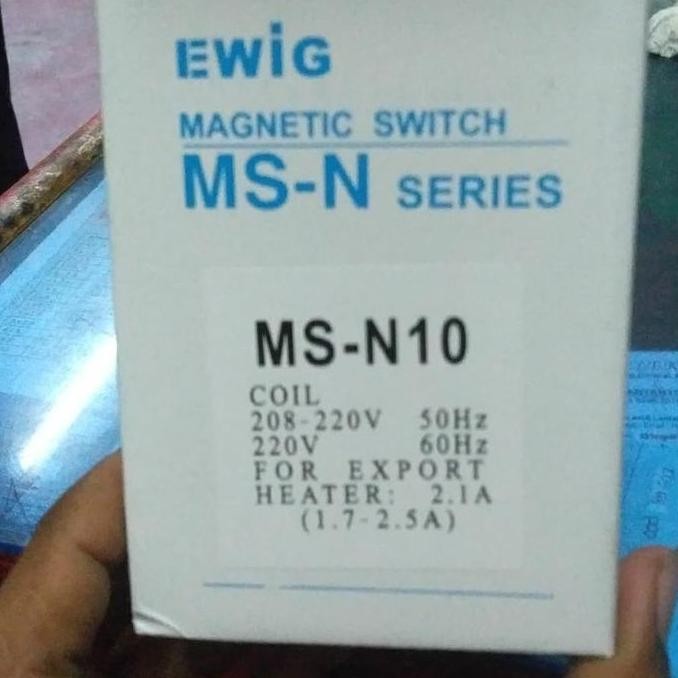 EWiG
MAGNETIC SWITCH
MS-N SERIES
MS-N10
COIL
208-220V 50Hz
220V 60Hz
FOR EXPORT
HEATER: 2.1A
(1.7-2.5A)